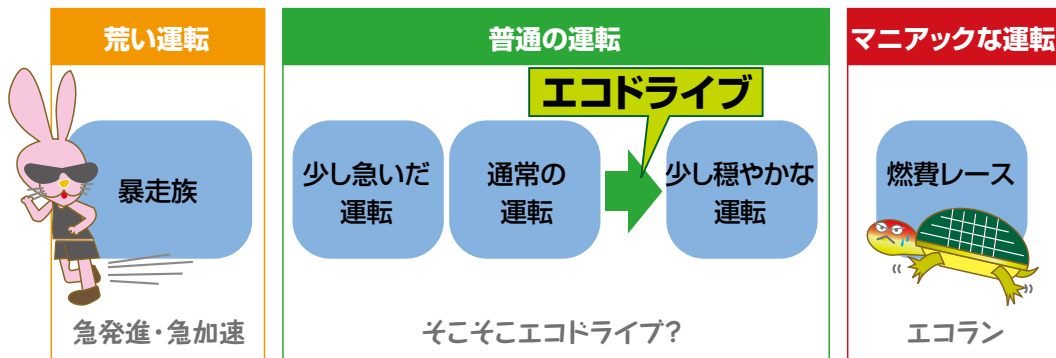 荒い運転
普通の運転
マニアックな運転
エコドライブ
暴走族
少し急いだ
運転
通常の
運転
少し穏やかな
運転
燃費レース
急発進・急加速
そこそこエコドライブ?
エコラン